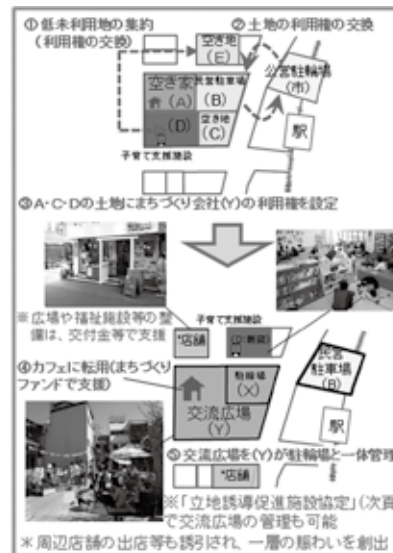 ① 低未利用地の集約
（利用権の交換）
② 土地の利用権の交換
空き地
（E）
公営駐輪場
（市）
空き家
（A）
民営駐車場
（B）
（D）
空き地
（C）
駅
子育て支援施設
③A・C・Dの土地にまちづくり会社(Y)の利用権を設定
※広場や福祉施設等の整
備は、交付金等で支援
子育て支援施設
*店舗
④カフェに転用(まちづくり
ファンドで支援)
駐輪場
（X）
民営
駐車場
（B）
交流広場
（Y）
駅
⑤交流広場を(Y)が駐輪場と一体管理
*店舗
※「立地誘導促進施設協定」(次頁
で交流広場の管理も可能
＊周辺店舗の出店等も誘引され、一層の賑わいを創出